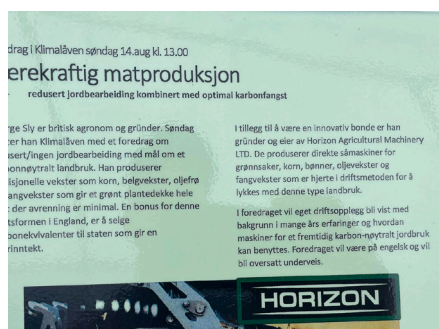 drag i Klimalåven søndag 14.aug kl. 13.00
erekraftig matproduksjon
- redusert jordbearbeiding kombinert med optimal karbonfangst
rge Sly er britisk agronom og gründer. Søndag
ter han Klimalåven med et foredrag om
usert/ingen jordbearbeiding med mål om et
onnøytralt landbruk. Han produserer
isjonelle vekster som korn, belgvekster, oljefrø
angvekster som gir et grønt plantedekke hele
der avrenning er minimal. En bonus for denne
tsformen i England, er å selge
bonekvivalenter til staten som gir en
rinntekt.
I tillegg til å være en innovativ bonde er han
gründer og eier av Horizon Agricultural Machinery
LTD. De produserer direkte såmaskiner for
grønnsaker, korn, bønner, oljevekster og
fangvekster som er hjerte i driftsmetoden for å
lykkes med denne type landbruk.
I foredraget vil eget driftsopplegg bli vist med
bakgrunn i mange års erfaringer og hvordan
maskiner for et fremtidig karbon-nøytralt jordbruk
kan benyttes. Foredraget vil være på engelsk og vil
bli oversatt underveis.
HORIZON